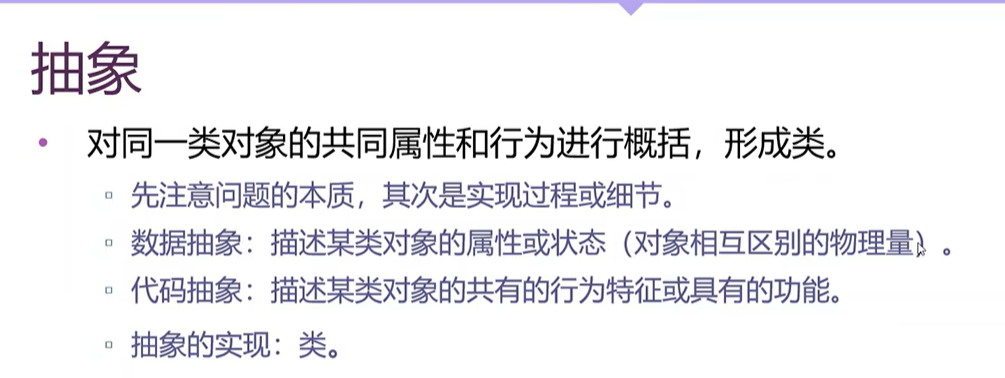 抽象
对同一类对象的共同属性和行为进行概括，形成类。
先注意问题的本质，其次是实现过程或细节。
数据抽象：描述某类对象的属性或状态（对象相互区别的物理量）。
代码抽象：描述某类对象的共有的行为特征或具有的功能。
抽象的实现：类。